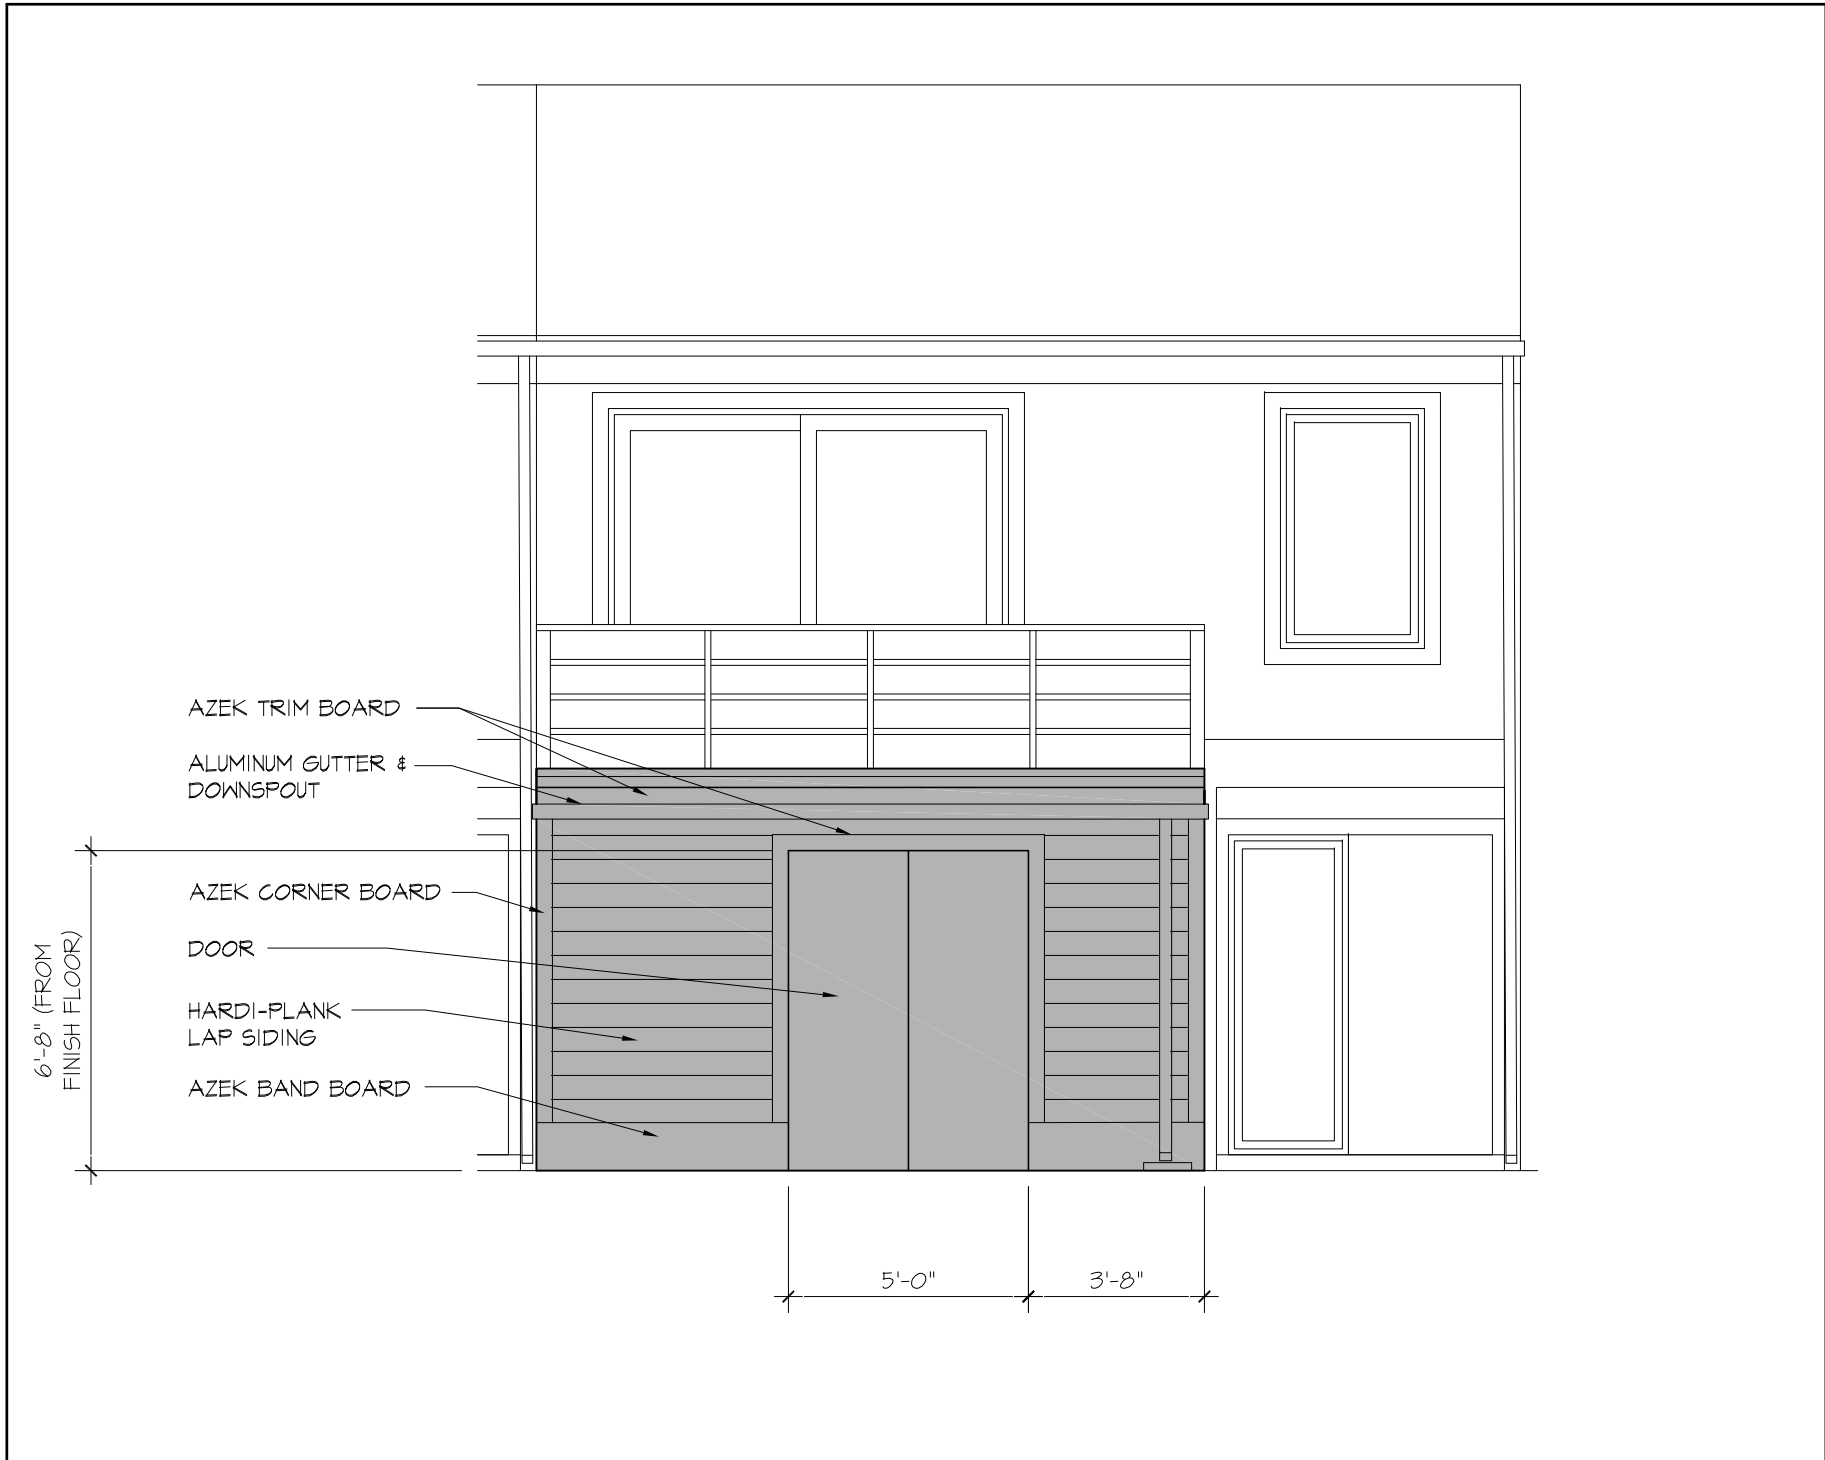 AZEK TRIM BOARD
ALUMINUM GUTTER &
DOWNSPOUT
AZEK CORNER BOARD
DOOR
HARDI-PLANK
LAP SIDING
AZEK BAND BOARD
6'-8" (FROM
FINISH FLOOR)
5'-0"
3'-8"